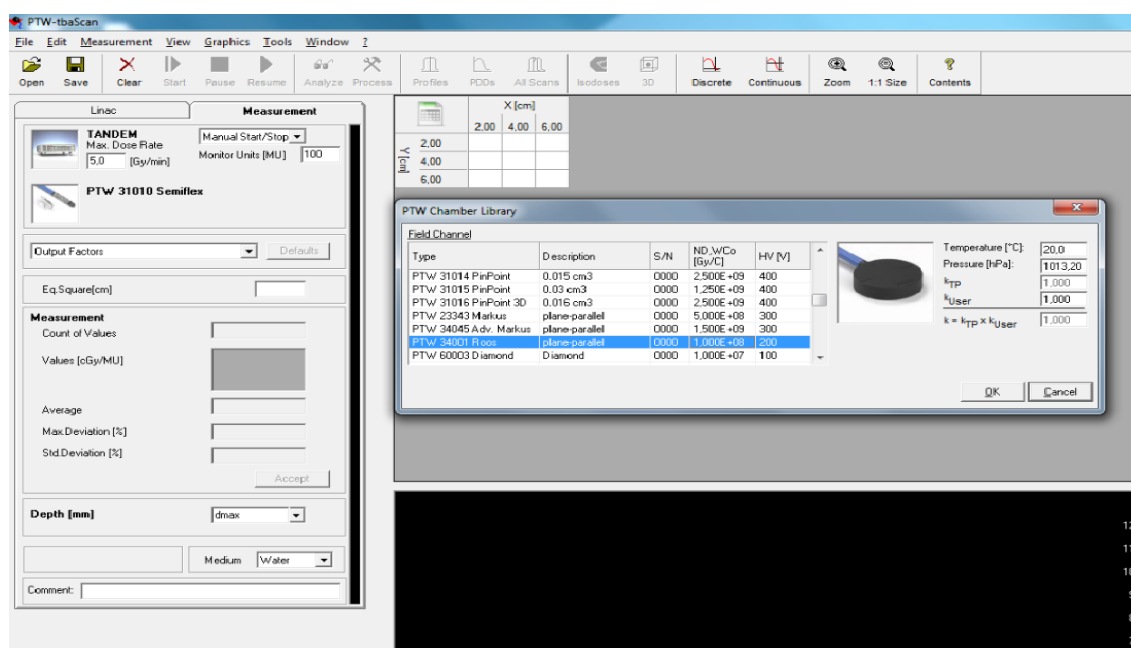 PTW-tbaScan
File Edit Measurement View Graphics Tools Window ?
Open Save Clear Start Pause Resume Analyze Process Profiles PDDs All Scans Isodoses 3D Discrete Continuous Zoom 1:1 Size Contents
Linac Measurement
TANDEM
Max. Dose Rate
5,0 [Gy/min]
Manual Start/Stop
Monitor Units [MU] 100
PTW 31010 Semiflex
Output Factors Defaults
Eq.Square[cm]
Measurement
Count of Values
Values [cGy/MU]
Average
Max.Deviation [%]
Std.Deviation [%]
Accept
Depth [mm] dmax
Medium Water
Comment:
X [cm]
2,00 4,00 6,00
Y [cm]
2,00
4,00
6,00
PTW Chamber Library
Field Channel
Type Description S/N ND_WCo [Gy/C] HV [V]
PTW 31014 PinPoint 0.015 cm3 0000 2,500E+09 400
PTW 31015 PinPoint 0.03 cm3 0000 1,250E+09 400
PTW 31016 PinPoint 3D 0.016 cm3 0000 2,500E+09 400
PTW 23343 Markus plane-parallel 0000 5,000E+08 300
PTW 34045 Adv. Markus plane-parallel 0000 1,500E+09 300
PTW 34001 Roos plane-parallel 0000 1,000E+08 200
PTW 60003 Diamond Diamond 0000 1,000E+07 100
Temperature [°C]: 20,0
Pressure [hPa]: 1013,20
kTP 1,000
kUser 1,000
k = kTP x kUser 1,000
OK Cancel
12
11
10